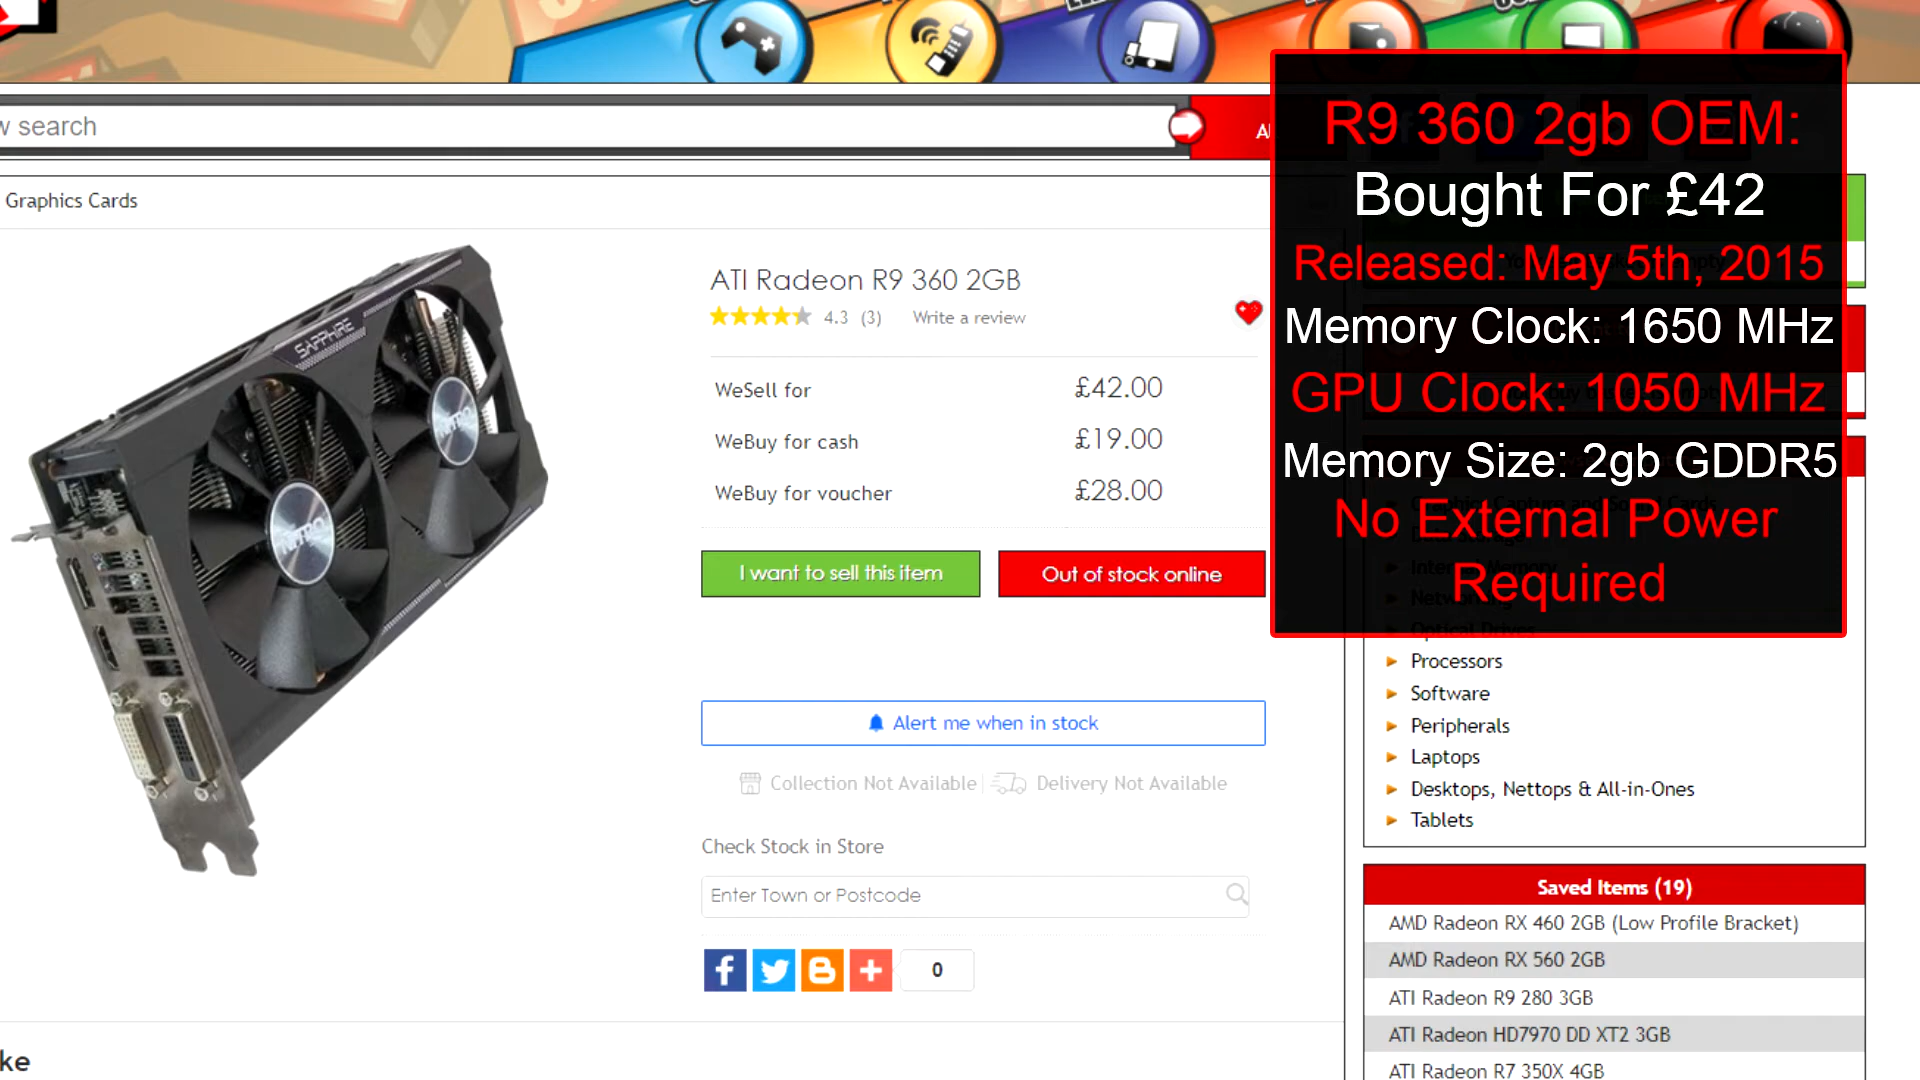 w search
Graphics Cards
SAPPHIRE
NITRO
NITRO
ATI Radeon R9 360 2GB
4.3 (3) Write a review
WeSell for £42.00
WeBuy for cash £19.00
WeBuy for voucher £28.00
I want to sell this item
Out of stock online
Alert me when in stock
Collection Not Available
Delivery Not Available
Check Stock in Store
Enter Town or Postcode
0
ke
R9 360 2gb OEM:
Bought For £42
Released: May 5th, 2015
Memory Clock: 1650 MHz
GPU Clock: 1050 MHz
Memory Size: 2gb GDDR5
No External Power
Required
Optical Drives
Processors
Software
Peripherals
Laptops
Desktops, Nettops & All-in-Ones
Tablets
Saved Items (19)
AMD Radeon RX 460 2GB (Low Profile Bracket)
AMD Radeon RX 560 2GB
ATI Radeon R9 280 3GB
ATI Radeon HD7970 DD XT2 3GB
ATI Radeon R7 350X 4GB